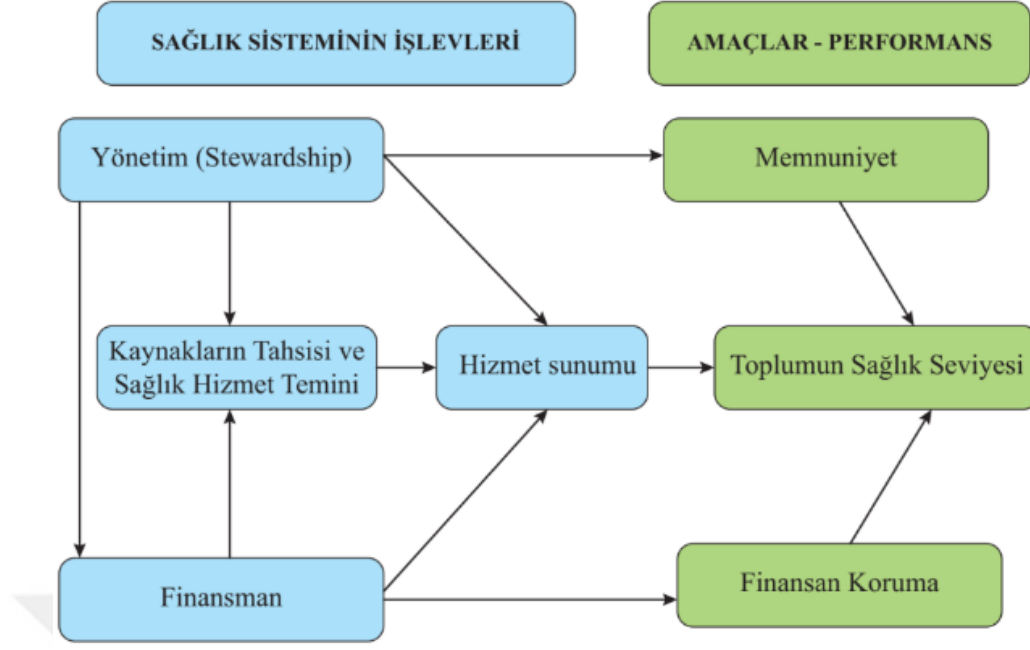 SAĞLIK SİSTEMİNİN İŞLEVLERİ
AMAÇLAR - PERFORMANS
Yönetim (Stewardship)
Memnuniyet
Kaynakların Tahsisi ve
Sağlık Hizmet Temini
Hizmet sunumu
Toplumun Sağlık Seviyesi
Finansman
Finansan Koruma